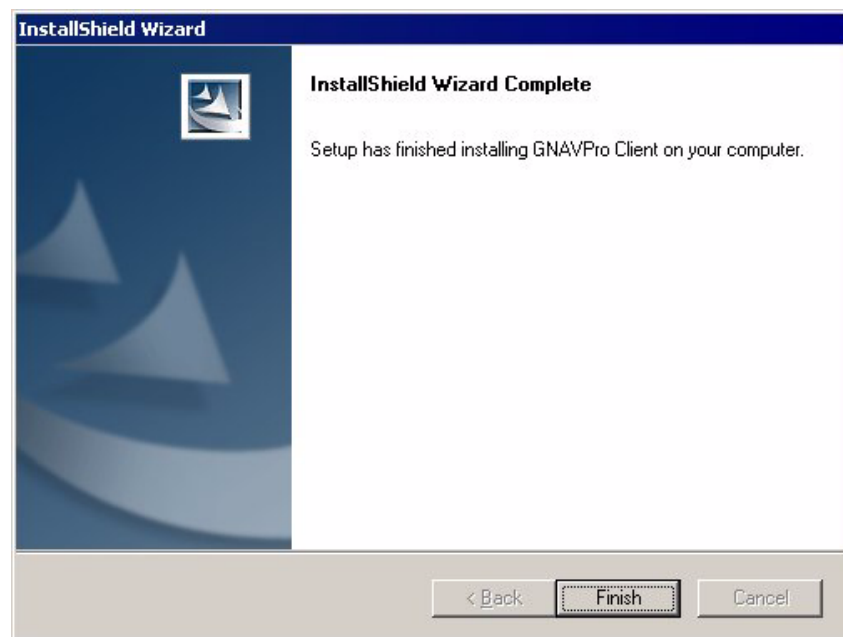 InstallShield Wizard
InstallShield Wizard Complete
Setup has finished installing GNAVPro Client on your computer.
< Back Finish Cancel